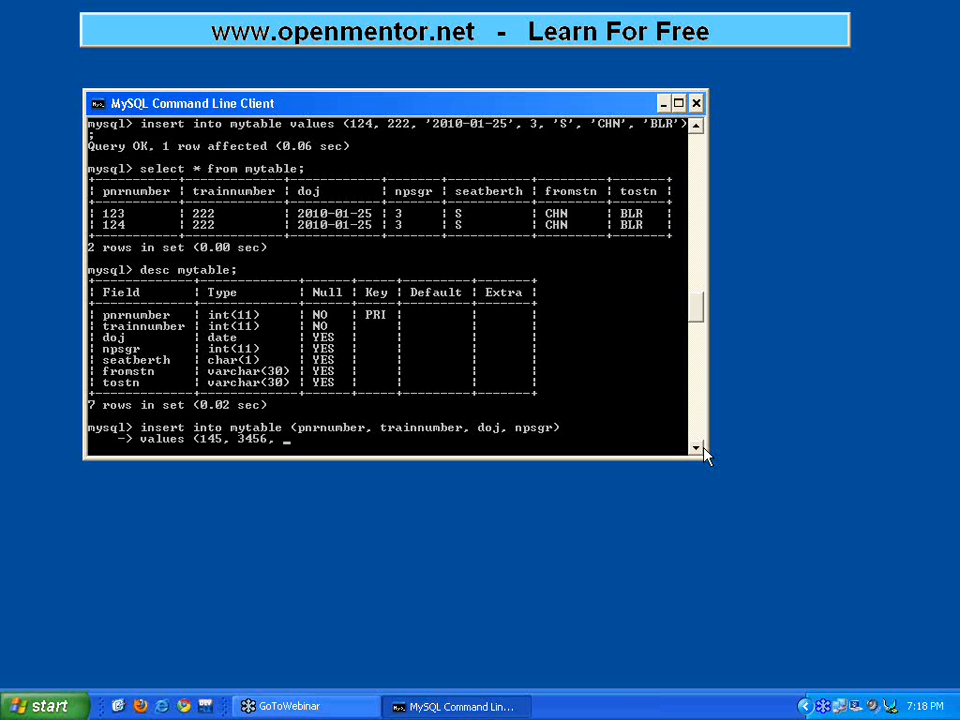 www.openmentor.net - Learn For Free
MySQL Command Line Client
mysql> insert into mytable values (124, 222, '2010-01-25', 3, 'S', 'CHN', 'BLR')
;
Query OK, 1 row affected (0.06 sec)
mysql> select * from mytable;
+-----------+-------------+------------+-------+-----------+---------+-------+
| pnrnumber | trainnumber | doj | npsgr | seatberth | fromstn | tostn |
+-----------+-------------+------------+-------+-----------+---------+-------+
| 123 | 222 | 2010-01-25 | 3 | S | CHN | BLR |
| 124 | 222 | 2010-01-25 | 3 | S | CHN | BLR |
+-----------+-------------+------------+-------+-----------+---------+-------+
2 rows in set (0.00 sec)
mysql> desc mytable;
+-------------+-------------+------+-----+---------+-------+
| Field | Type | Null | Key | Default | Extra |
+-------------+-------------+------+-----+---------+-------+
| pnrnumber | int(11) | NO | PRI | | |
| trainnumber | int(11) | NO | | | |
| doj | date | YES | | | |
| npsgr | int(11) | YES | | | |
| seatberth | char(1) | YES | | | |
| fromstn | varchar(30) | YES | | | |
| tostn | varchar(30) | YES | | | |
+-------------+-------------+------+-----+---------+-------+
7 rows in set (0.02 sec)
mysql> insert into mytable (pnrnumber, trainnumber, doj, npsgr)
-> values (145, 3456, _
start GoToWebinar MySQL Command Lin... 7:18 PM